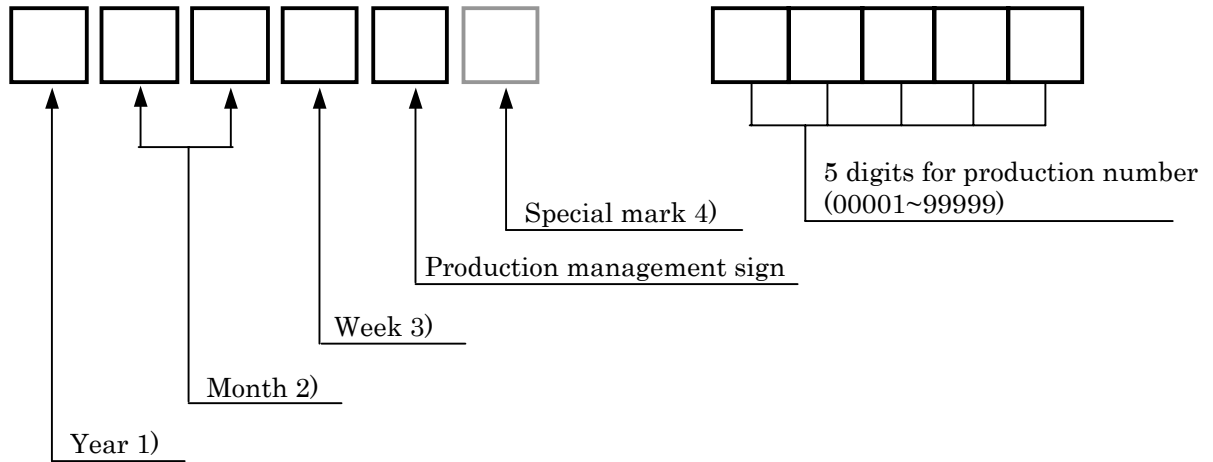 5 digits for production number
(00001~99999)
Special mark 4)
Production management sign
Week 3)
Month 2)
Year 1)